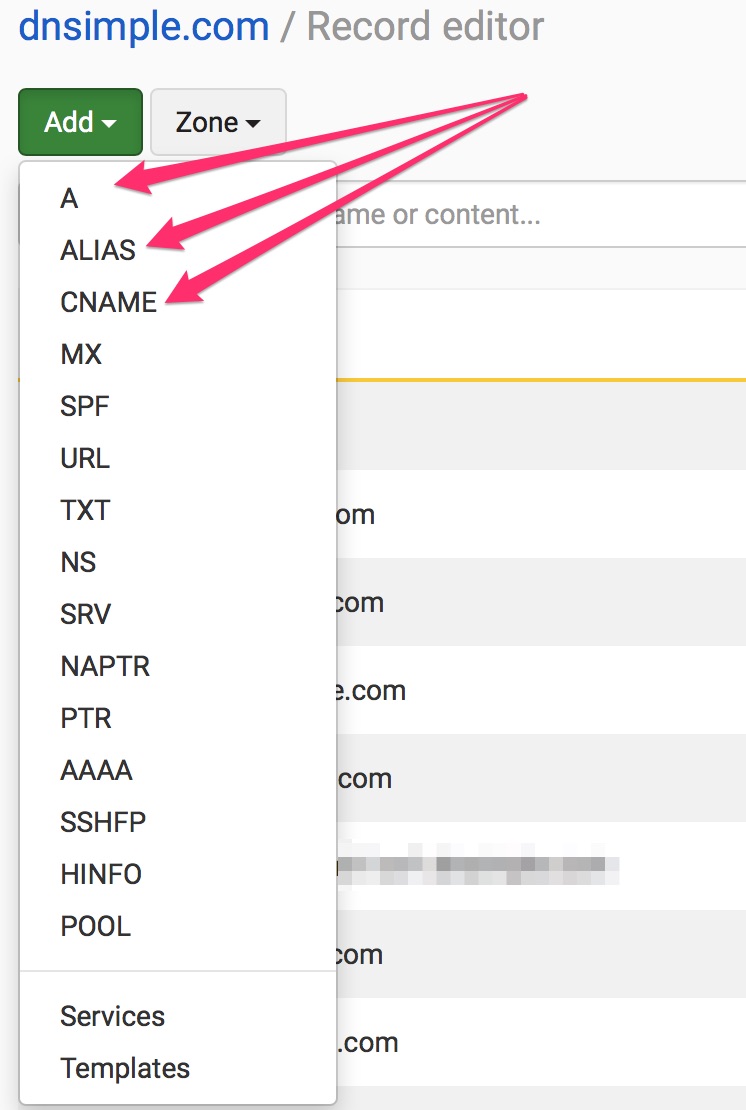 dnsimple.com / Record editor
Add Zone
A
ame or content...
ALIAS
CNAME
MX
SPF
URL
TXT
om
NS
SRV
com
NAPTR
e.com
PTR
AAAA
.com
SSHFP
HINFO
POOL
com
Services
.com
Templates